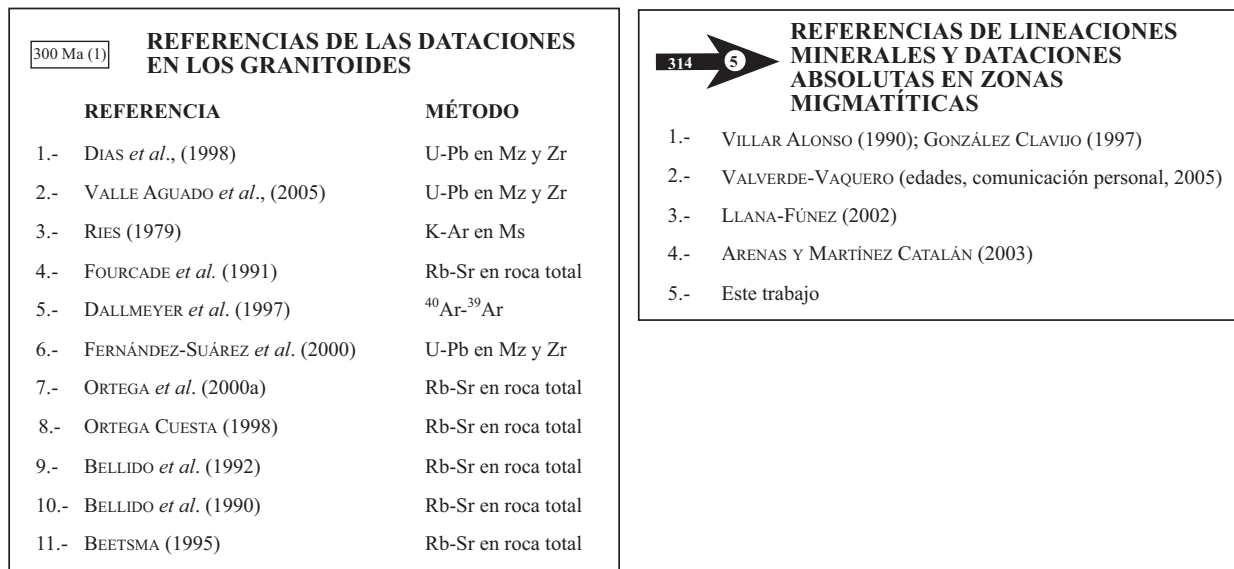 300 Ma (1)
REFERENCIAS DE LAS DATACIONES
EN LOS GRANITOIDES
REFERENCIA MÉTODO
1.- DIAS et al., (1998) U-Pb en Mz y Zr
2.- VALLE AGUADO et al., (2005) U-Pb en Mz y Zr
3.- RIES (1979) K-Ar en Ms
4.- FOURCADE et al. (1991) Rb-Sr en roca total
5.- DALLMEYER et al. (1997) ⁴⁰Ar-³⁹Ar
6.- FERNÁNDEZ-SUÁREZ et al. (2000) U-Pb en Mz y Zr
7.- ORTEGA et al. (2000a) Rb-Sr en roca total
8.- ORTEGA CUESTA (1998) Rb-Sr en roca total
9.- BELLIDO et al. (1992) Rb-Sr en roca total
10.- BELLIDO et al. (1990) Rb-Sr en roca total
11.- BEETSMA (1995) Rb-Sr en roca total
314 5
REFERENCIAS DE LINEACIONES
MINERALES Y DATACIONES
ABSOLUTAS EN ZONAS
MIGMATÍTICAS
1.- VILLAR ALONSO (1990); GONZÁLEZ CLAVIJO (1997)
2.- VALVERDE-VAQUERO (edades, comunicación personal, 2005)
3.- LLANA-FÚNEZ (2002)
4.- ARENAS Y MARTÍNEZ CATALÁN (2003)
5.- Este trabajo